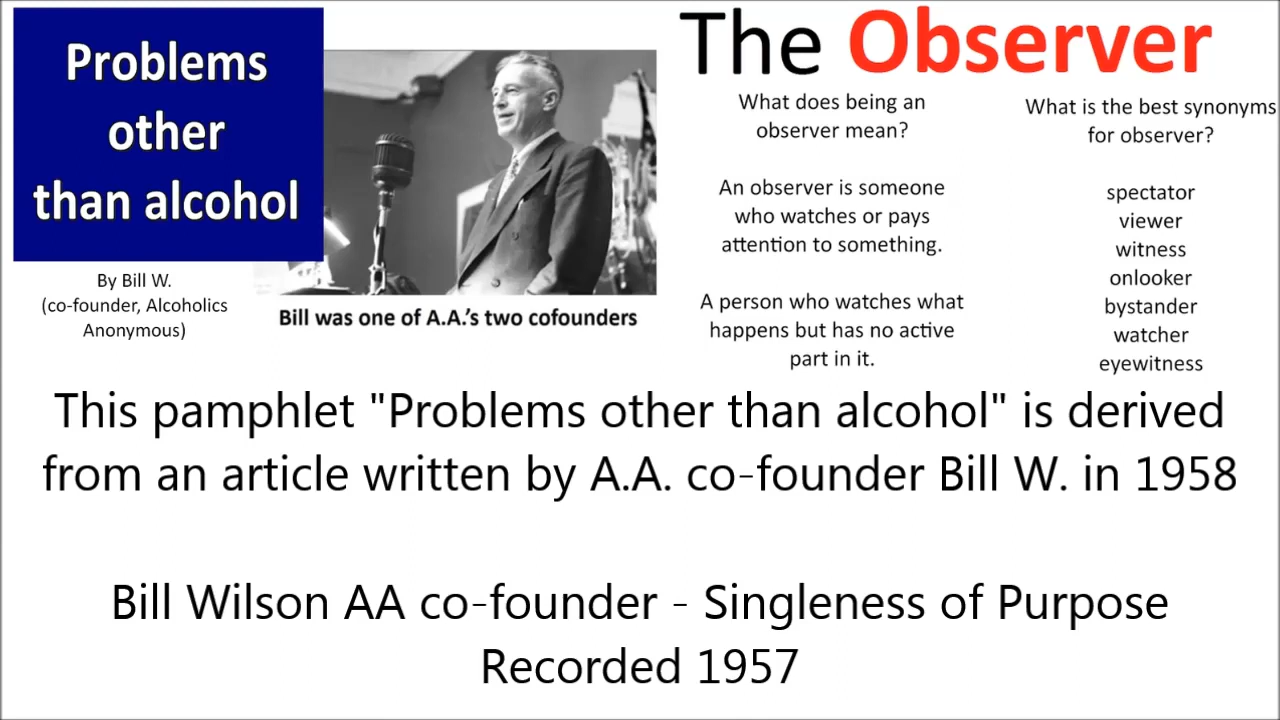 Problems
other
than alcohol
By Bill W.
(co-founder, Alcoholics
Anonymous)
Bill was one of A.A.'s two cofounders
The Observer
What does being an
observer mean?
An observer is someone
who watches or pays
attention to something.
A person who watches what
happens but has no active
part in it.
What is the best synonyms
for observer?
spectator
viewer
witness
onlooker
bystander
watcher
eyewitness
This pamphlet "Problems other than alcohol" is derived
from an article written by A.A. co-founder Bill W. in 1958
Bill Wilson AA co-founder - Singleness of Purpose
Recorded 1957